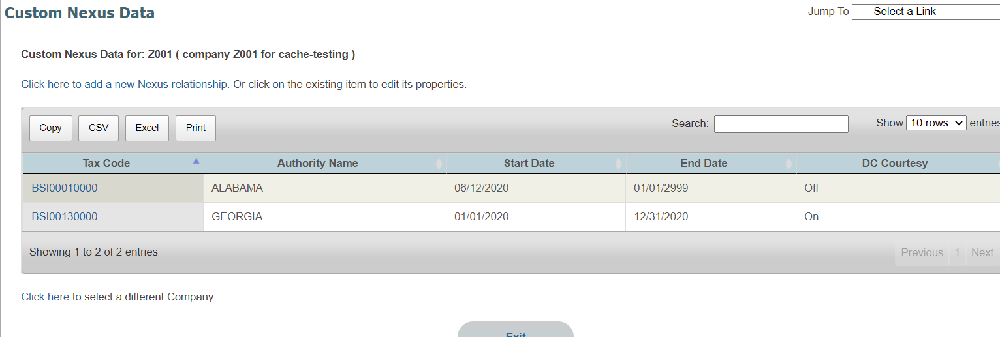 Custom Nexus Data
Jump To ---- Select a Link ----
Custom Nexus Data for: Z001 ( company Z001 for cache-testing )
Click here to add a new Nexus relationship. Or click on the existing item to edit its properties.
Copy CSV Excel Print Search: Show 10 rows entries
Tax Code Authority Name Start Date End Date DC Courtesy
BSI00010000 ALABAMA 06/12/2020 01/01/2999 Off
BSI00130000 GEORGIA 01/01/2020 12/31/2020 On
Showing 1 to 2 of 2 entries Previous 1 Next
Click here to select a different Company
Exit